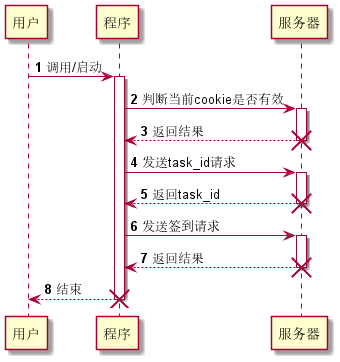 用户 程序 服务器
1 调用/启动
2 判断当前cookie是否有效
3 返回结果
4 发送task_id请求
5 返回task_id
6 发送签到请求
7 返回结果
8 结束
用户 程序 服务器